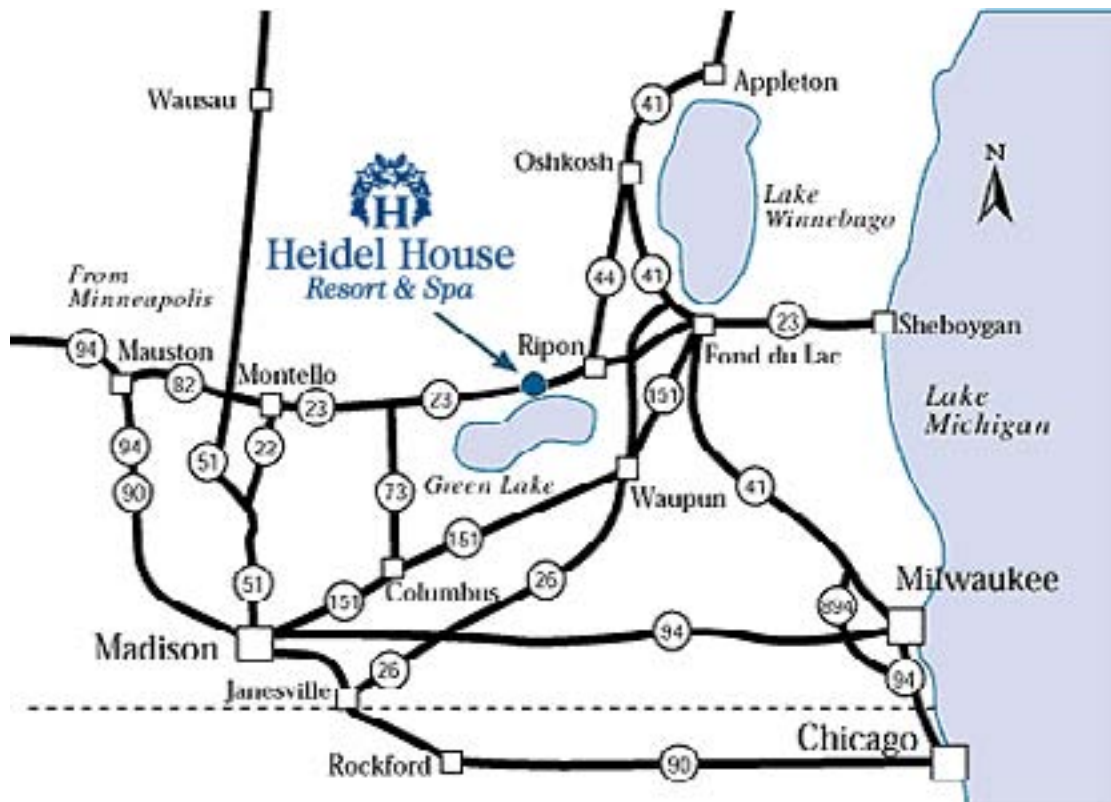 Appleton
Wausau
41
Oshkosh
N
Lake
Winnebago
H
Heidel House
Resort & Spa
From
Minneapolis
44
41
94
Mauston
82
Montello
23
23
Ripon
Fond du Lac
23
Sheboygan
151
Lake
Michigan
94
90
51
22
73
Green Lake
Waupun
41
151
51
151
Columbus
26
894
Milwaukee
Madison
94
26
94
Janesville
Rockford
90
Chicago